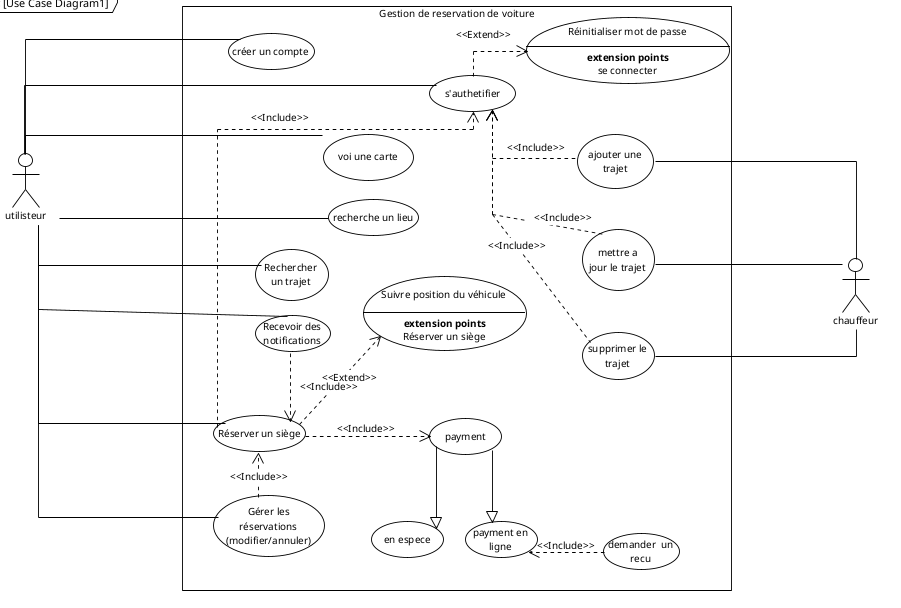 [Use Case Diagram1]
Gestion de reservation de voiture
créer un compte
<<Extend>>
Réinitialiser mot de passe
extension points
se connecter
s'authetifier
<<Include>>
voi une carte
<<Include>>
ajouter une
trajet
utilisteur
recherche un lieu
<<Include>>
<<Include>>
mettre a
jour le trajet
Rechercher
un trajet
Suivre position du véhicule
extension points
Réserver un siège
chauffeur
Recevoir des
notifications
supprimer le
trajet
<<Extend>>
<<Include>>
Réserver un siège
<<Include>>
payment
<<Include>>
Gérer les
réservations
(modifier/annuler)
en espece
payment en
ligne
<<Include>>
demander un
recu